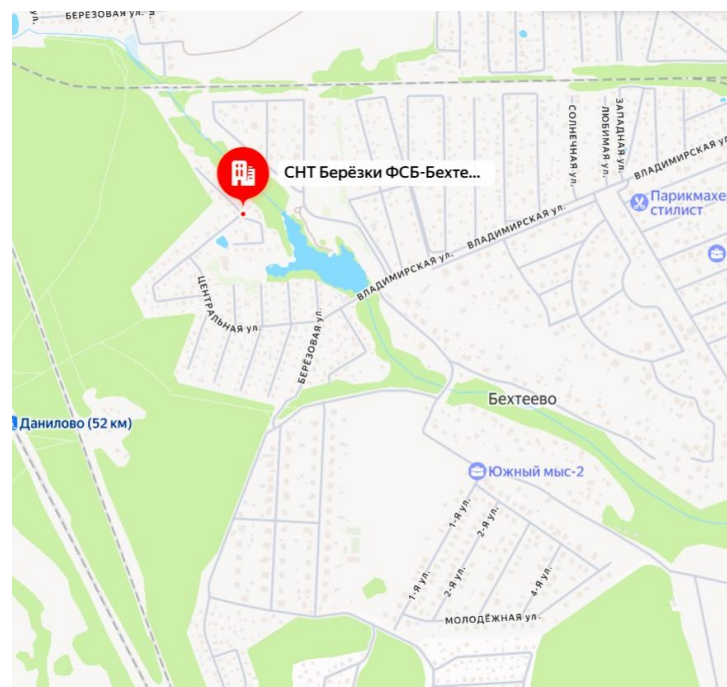 БЕРЁЗОВАЯ ул.
СНТ Берёзки ФСБ-Бехте...
СОЛНЕЧНАЯ ул.
ЛЮБИМАЯ ул.
ЗАПАДНАЯ ул.
ВЛАДИМИРСКАЯ ул.
Парикмахе
стилист
ВЛАДИМИРСКАЯ ул.
ВЛАДИМИРСКАЯ ул.
ЦЕНТРАЛЬНАЯ ул.
БЕРЁЗОВАЯ ул.
Бехтеево
Данилово (52 км)
Южный мыс-2
1-Я ул.
2-Я ул.
1-Я ул.
2-Я ул.
4-Я ул.
МОЛОДЁЖНАЯ ул.